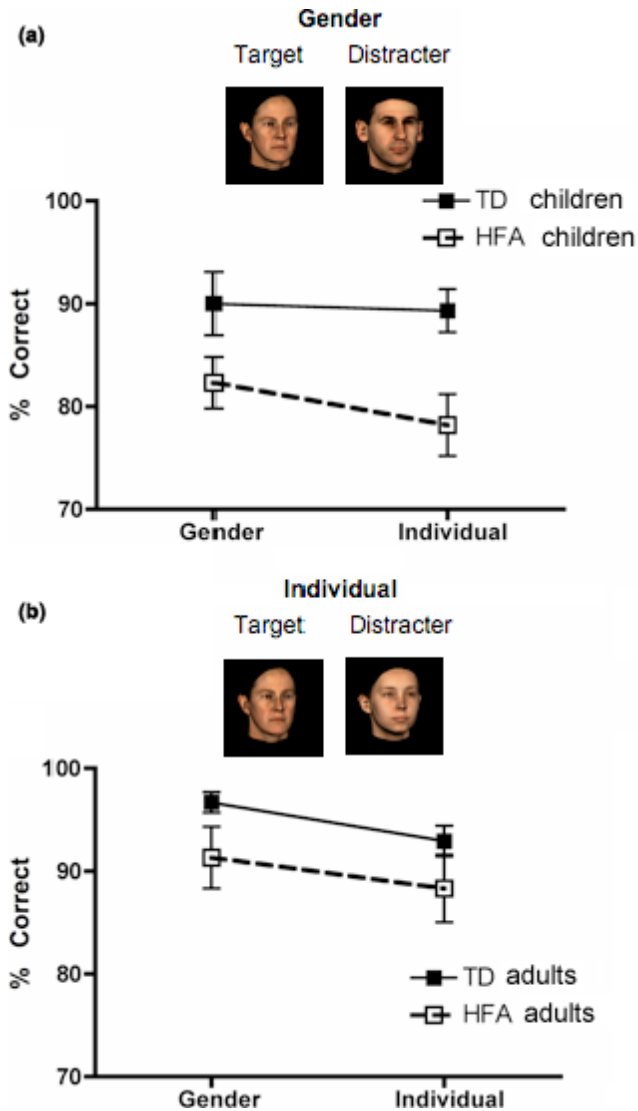 (a)
Gender
Target Distracter
TD children
HFA children
100
90
80
70
% Correct
Gender Individual
(b)
Individual
Target Distracter
100
90
80
70
% Correct
TD adults
HFA adults
Gender Individual